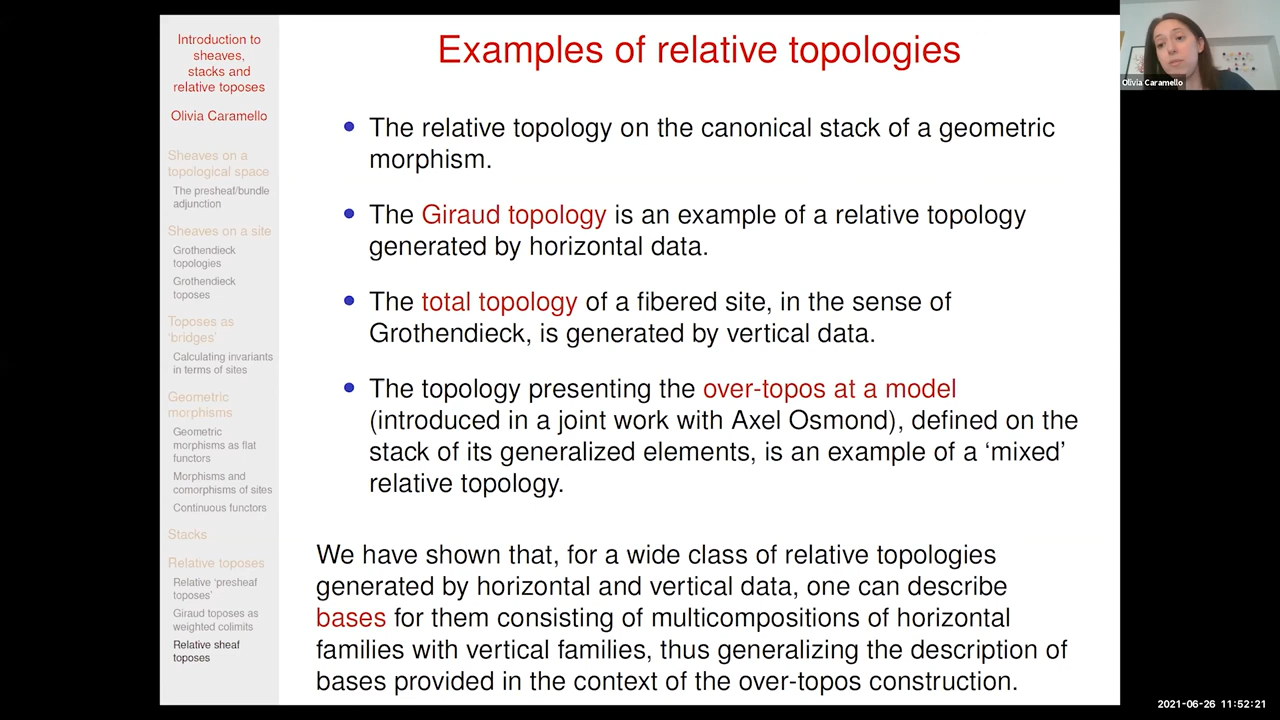 Introduction to
sheaves,
stacks and
relative toposes
Olivia Caramello
Sheaves on a
topological space
The presheaf/bundle
adjunction
Sheaves on a site
Grothendieck
topologies
Grothendieck
toposes
Toposes as
‘bridges’
Calculating invariants
in terms of sites
Geometric
morphisms
Geometric
morphisms as flat
functors
Morphisms and
comorphisms of sites
Continuous functors
Stacks
Relative toposes
Relative ‘presheaf
toposes’
Giraud toposes as
weighted colimits
Relative sheaf
toposes
Examples of relative topologies
• The relative topology on the canonical stack of a geometric
morphism.
• The Giraud topology is an example of a relative topology
generated by horizontal data.
• The total topology of a fibered site, in the sense of
Grothendieck, is generated by vertical data.
• The topology presenting the over-topos at a model
(introduced in a joint work with Axel Osmond), defined on the
stack of its generalized elements, is an example of a ‘mixed’
relative topology.
We have shown that, for a wide class of relative topologies
generated by horizontal and vertical data, one can describe
bases for them consisting of multicompositions of horizontal
families with vertical families, thus generalizing the description of
bases provided in the context of the over-topos construction.
Olivia Caramello
2021-06-26 11:52:21